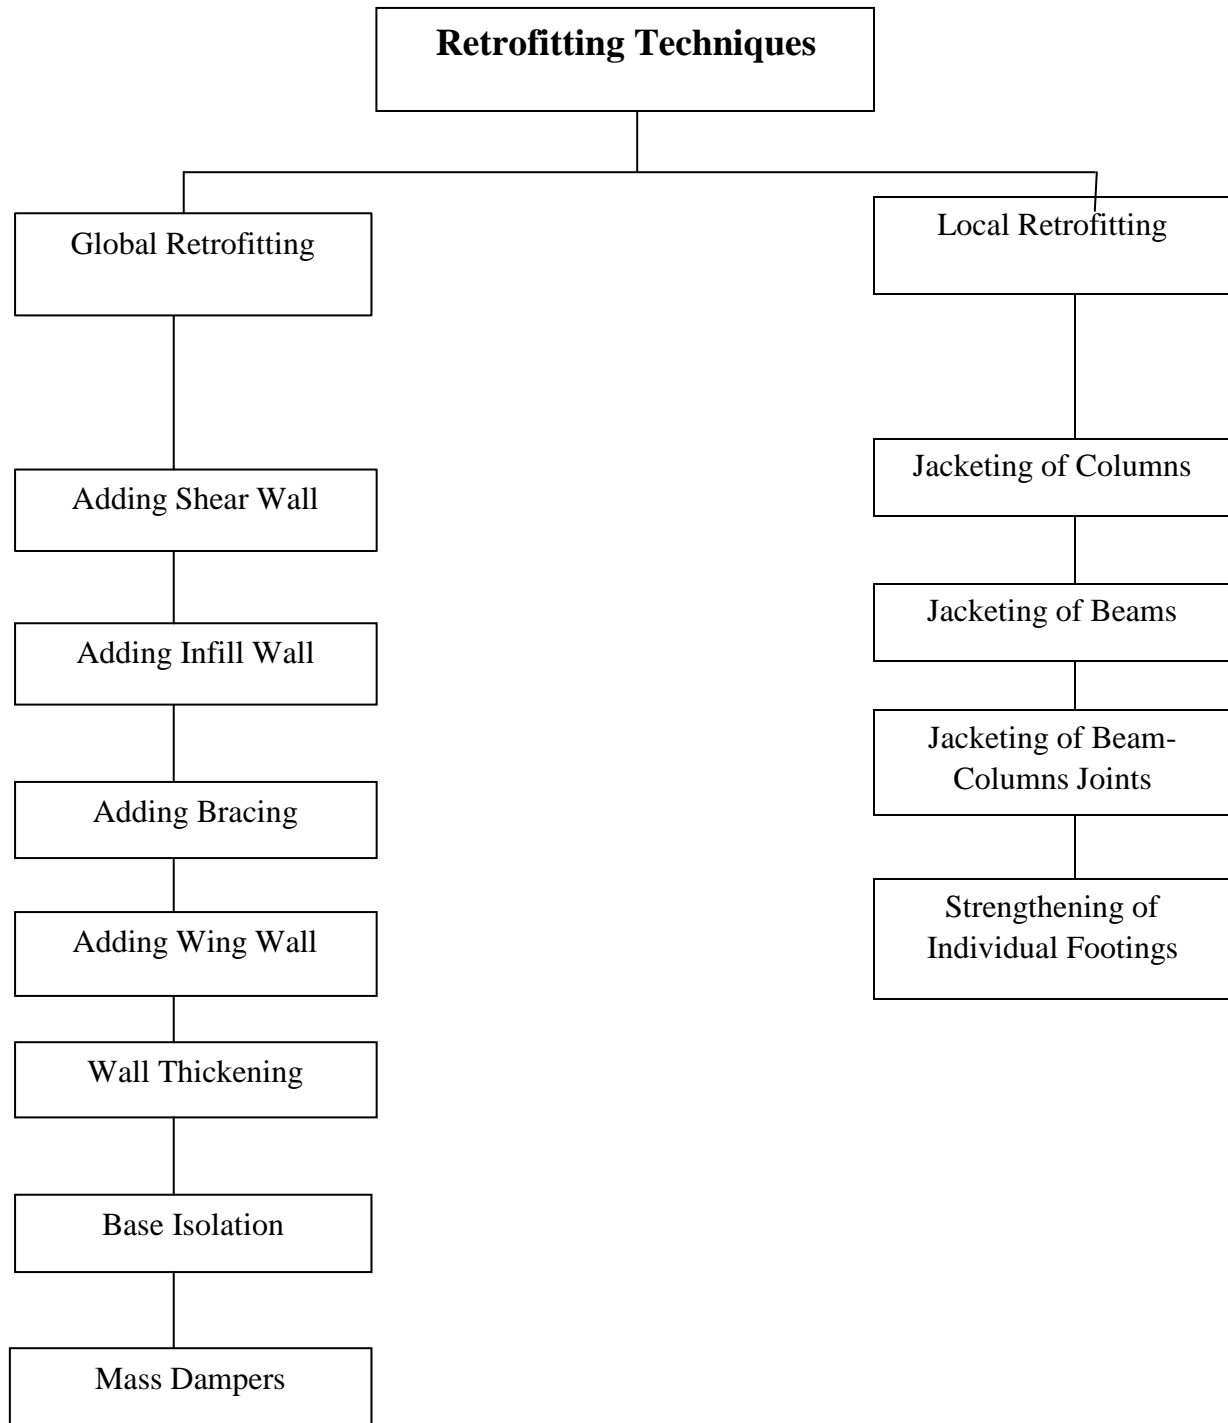 Retrofitting Techniques
Global Retrofitting
Adding Shear Wall
Adding Infill Wall
Adding Bracing
Adding Wing Wall
Wall Thickening
Base Isolation
Mass Dampers
Local Retrofitting
Jacketing of Columns
Jacketing of Beams
Jacketing of Beam-
Columns Joints
Strengthening of
Individual Footings